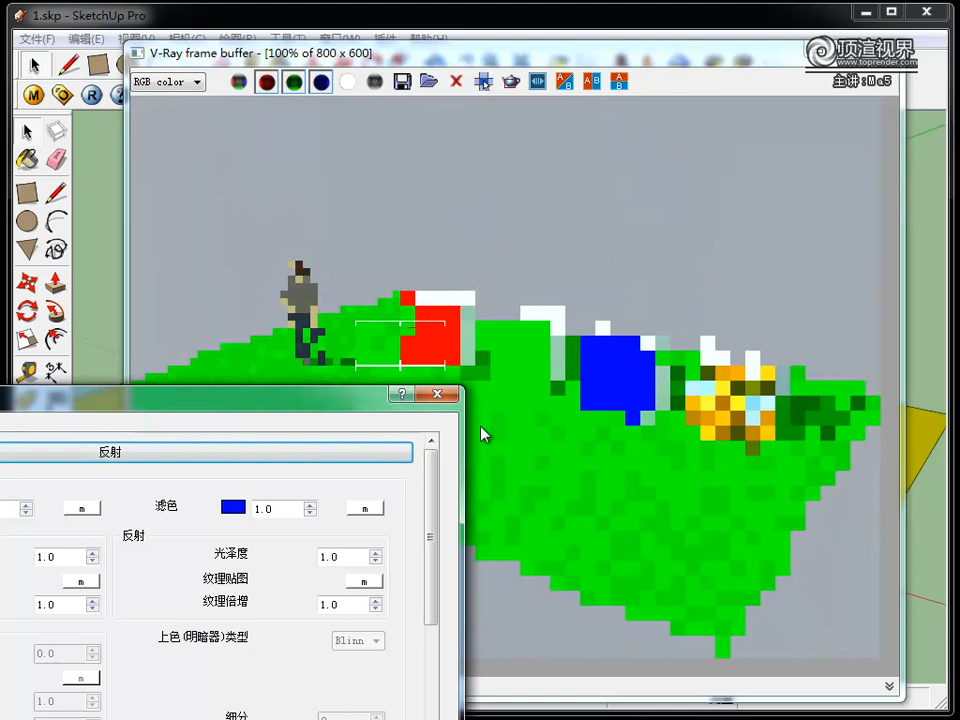 1.skp - SketchUp Pro
文件(F) 编辑(E)
V-Ray frame buffer - [100% of 800 x 600]
顶渲视界
www.toprender.com
主讲:Ma5
RGB color
M R
反射
m 滤色 1.0 m
反射
1.0 光泽度 1.0
m 纹理贴图 m
1.0 纹理倍增 1.0
上色(明暗器)类型 Blinn
0.0
m
1.0
细分